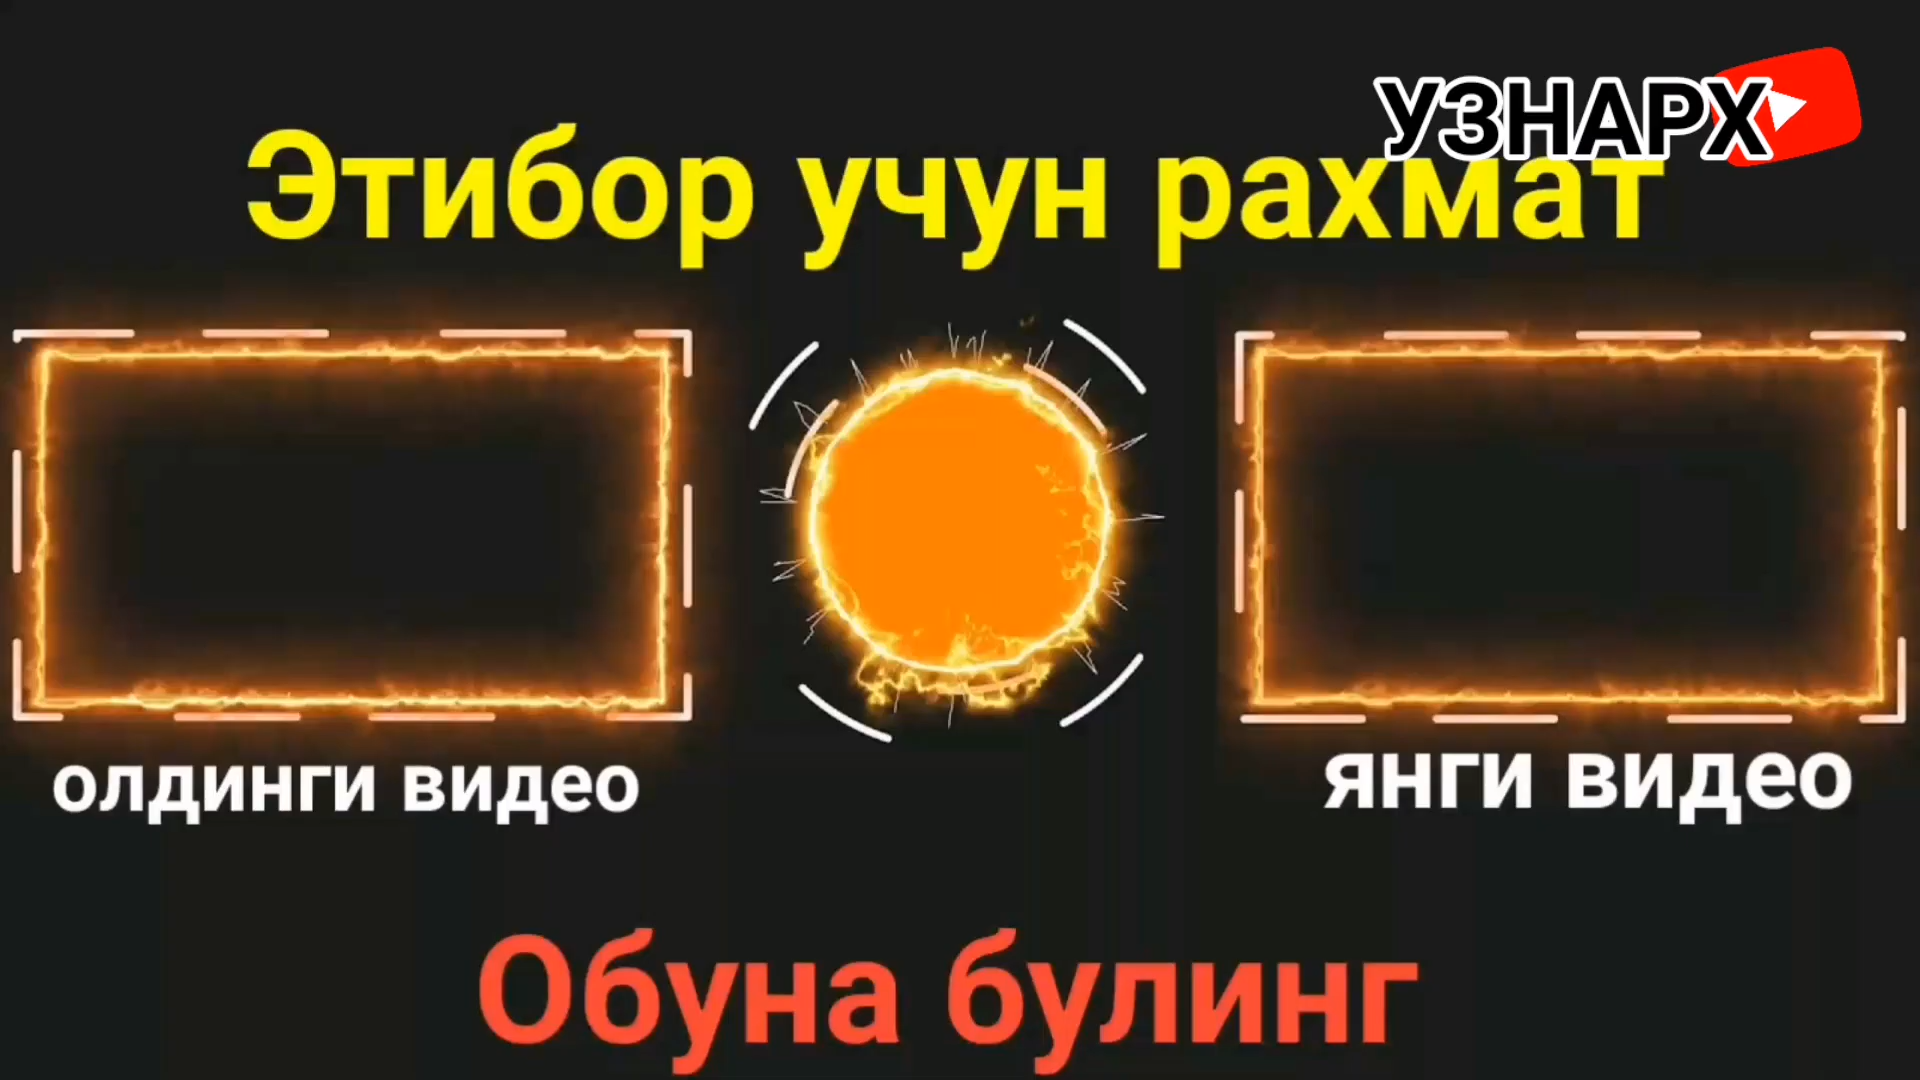 УЗНАРХ
Этибор учун рахмат
олдинги видео
янги видео
Обуна булинг